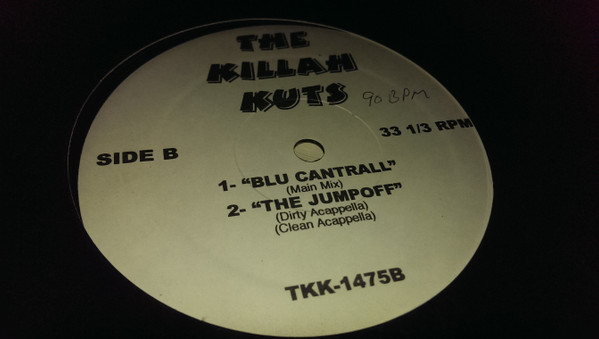 THE
KILLAH
KUTS
90 BPM
SIDE B
33 1/3 RPM
1- "BLU CANTRALL"
(Main Mix)
2- "THE JUMPOFF"
(Dirty Acappella)
(Clean Acappella)
TKK-1475B